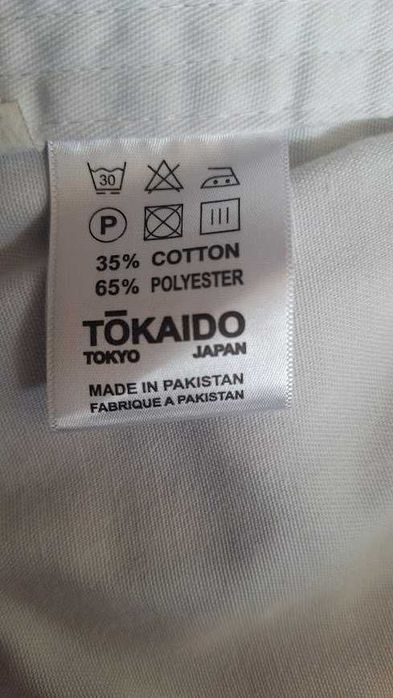 30
P
35% COTTON
65% POLYESTER
TŌKAIDO
TOKYO JAPAN
MADE IN PAKISTAN
FABRIQUE A PAKISTAN